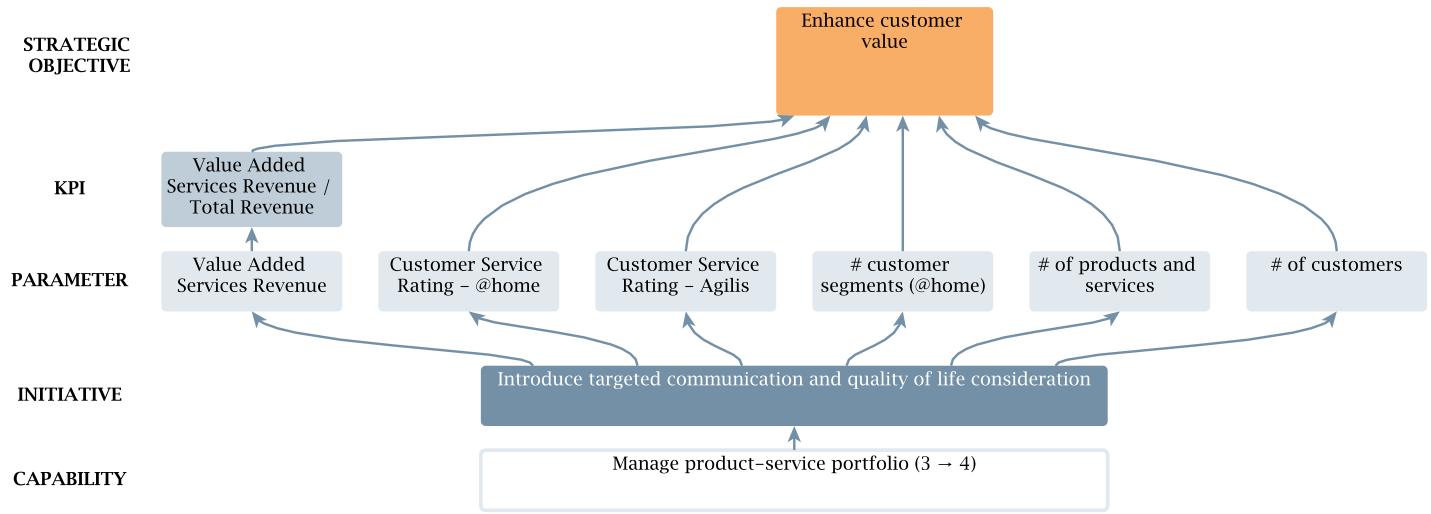 STRATEGIC
OBJECTIVE
Enhance customer
value
KPI
Value Added
Services Revenue /
Total Revenue
PARAMETER
Value Added
Services Revenue
Customer Service
Rating – @home
Customer Service
Rating – Agilis
# customer
segments (@home)
# of products and
services
# of customers
INITIATIVE
Introduce targeted communication and quality of life consideration
CAPABILITY
Manage product–service portfolio (3 → 4)